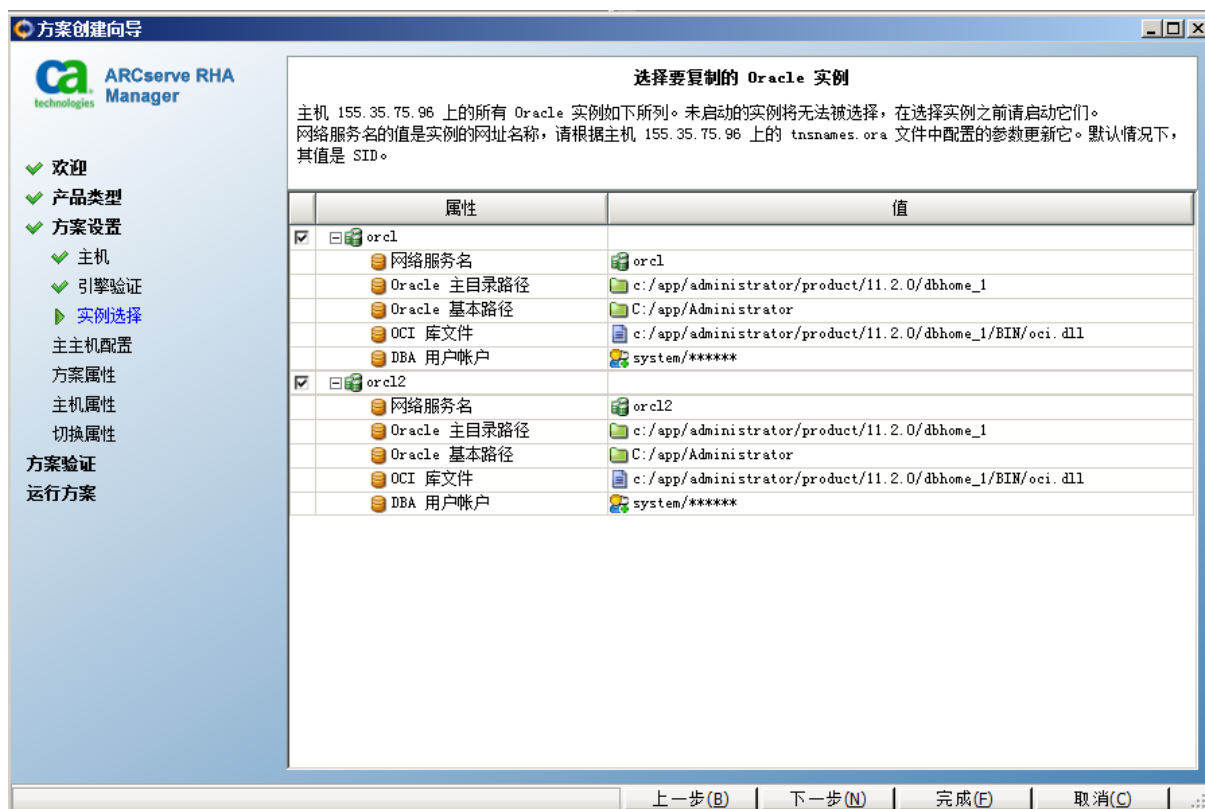 方案创建向导
ca
technologies
ARCserve RHA
Manager
欢迎
产品类型
方案设置
主机
引擎验证
实例选择
主主机配置
方案属性
主机属性
切换属性
方案验证
运行方案
选择要复制的 Oracle 实例
主机 155.35.75.96 上的所有 Oracle 实例如下所列。未启动的实例将无法被选择，在选择实例之前请启动它们。
网络服务名的值是实例的网址名称，请根据主机 155.35.75.96 上的 tnsnames.ora 文件中配置的参数更新它。默认情况下，
其值是 SID。
属性 值
orcl
网络服务名 orcl
Oracle 主目录路径 c:/app/administrator/product/11.2.0/dbhome_1
Oracle 基本路径 C:/app/Administrator
OCI 库文件 c:/app/administrator/product/11.2.0/dbhome_1/BIN/oci.dll
DBA 用户帐户 system/******
orcl2
网络服务名 orcl2
Oracle 主目录路径 c:/app/administrator/product/11.2.0/dbhome_1
Oracle 基本路径 C:/app/Administrator
OCI 库文件 c:/app/administrator/product/11.2.0/dbhome_1/BIN/oci.dll
DBA 用户帐户 system/******
上一步(B) 下一步(N) 完成(F) 取消(C)